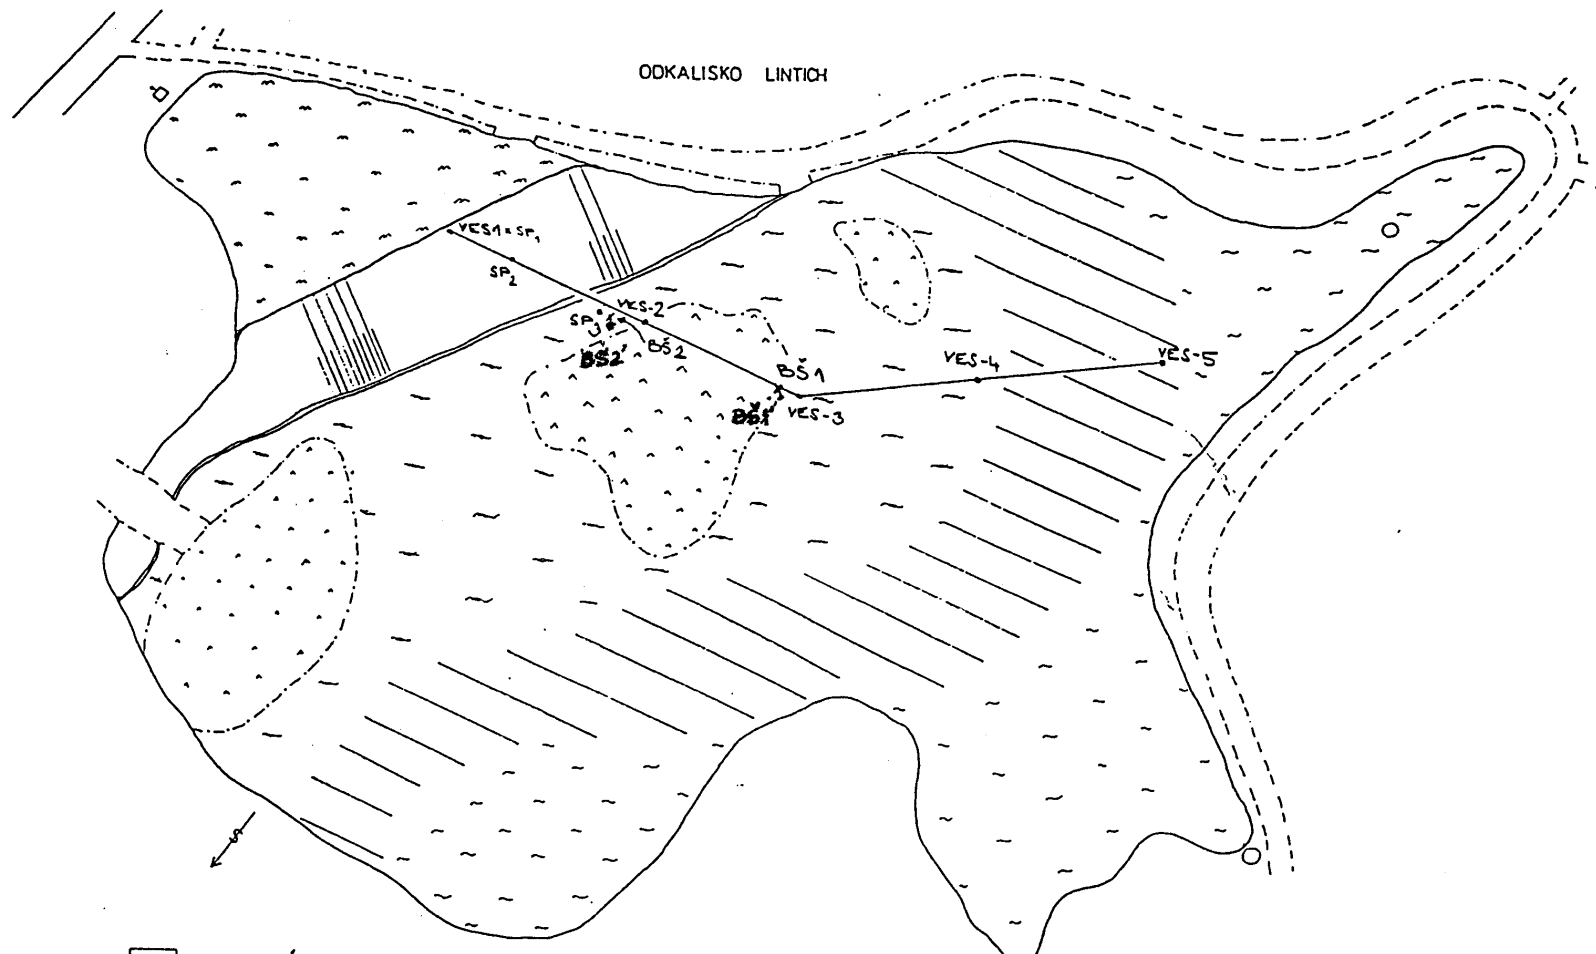 ODKALISKO LINTICH
VES1=SP1
SP2
VES-2
SP3
BŠ2
BŠ2'
BŠ1
VES-4
VES-5
BŠ1'
VES-3
S